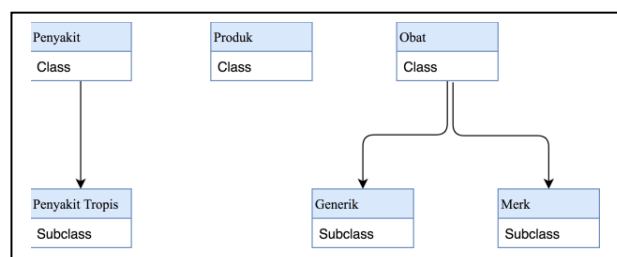 Penyakit
Class
Produk
Class
Obat
Class
Penyakit Tropis
Subclass
Generik
Subclass
Merk
Subclass